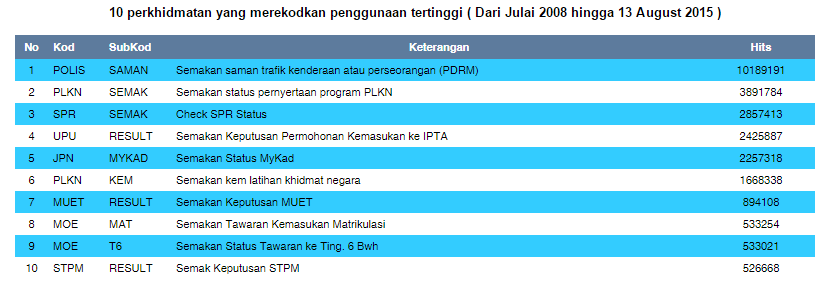 10 perkhidmatan yang merekodkan penggunaan tertinggi ( Dari Julai 2008 hingga 13 August 2015 )
No Kod SubKod Keterangan Hits
1 POLIS SAMAN Semakan saman trafik kenderaan atau perseorangan (PDRM) 10189191
2 PLKN SEMAK Semakan status pernyertaan program PLKN 3891784
3 SPR SEMAK Check SPR Status 2857413
4 UPU RESULT Semakan Keputusan Permohonan Kemasukan ke IPTA 2425887
5 JPN MYKAD Semakan Status MyKad 2257318
6 PLKN KEM Semakan kem latihan khidmat negara 1668338
7 MUET RESULT Semakan Keputusan MUET 894108
8 MOE MAT Semakan Tawaran Kemasukan Matrikulasi 533254
9 MOE T6 Semakan Status Tawaran ke Ting. 6 Bwh 533021
10 STPM RESULT Semak Keputusan STPM 526668